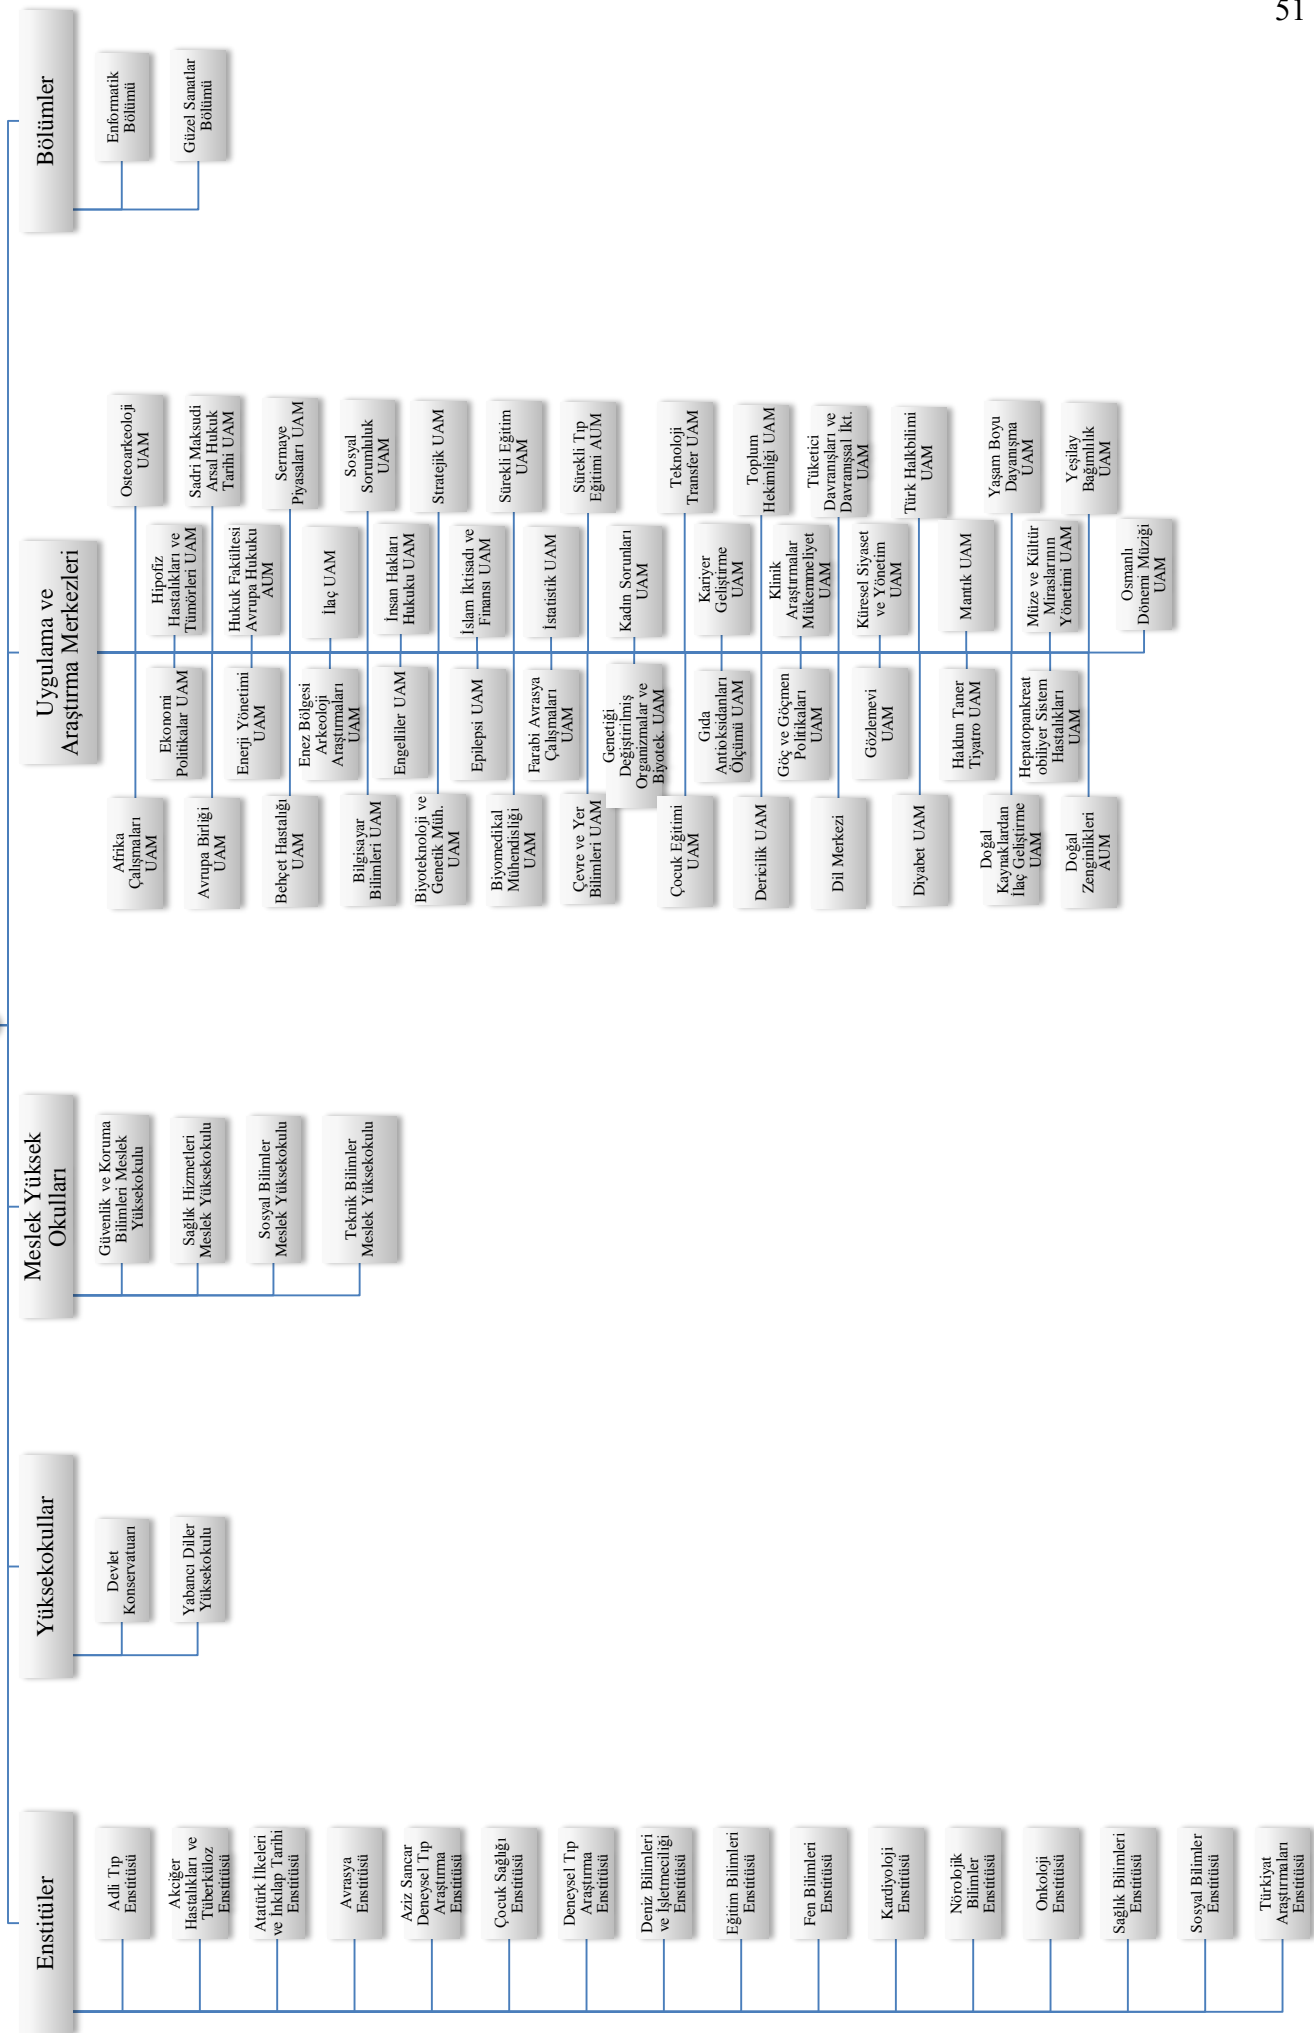 51
Enstitüler
Adli Tıp
Enstitüsü
Akciğer
Hastalıkları ve
Tüberküloz
Enstitüsü
Atatürk İlkeleri
ve İnkılap Tarihi
Enstitüsü
Avrasya
Enstitüsü
Aziz Sancar
Deneysel Tıp
Araştırma
Enstitüsü
Çocuk Sağlığı
Enstitüsü
Deneysel Tıp
Araştırma
Enstitüsü
Deniz Bilimleri
ve İşletmeciliği
Enstitüsü
Eğitim Bilimleri
Enstitüsü
Fen Bilimleri
Enstitüsü
Kardiyoloji
Enstitüsü
Nörolojik
Bilimler
Enstitüsü
Onkoloji
Enstitüsü
Sağlık Bilimleri
Enstitüsü
Sosyal Bilimler
Enstitüsü
Türkiyat
Araştırmaları
Enstitüsü
Yüksekokullar
Devlet
Konservatuarı
Yabancı Diller
Yüksekokulu
Meslek Yüksek
Okulları
Güvenlik ve Koruma
Bilimleri Meslek
Yüksekokulu
Sağlık Hizmetleri
Meslek Yüksekokulu
Sosyal Bilimler
Meslek Yüksekokulu
Teknik Bilimler
Meslek Yüksekokulu
Uygulama ve
Araştırma Merkezleri
Afrika
Çalışmaları
UAM
Avrupa Birliği
UAM
Behçet Hastalığı
UAM
Bilgisayar
Bilimleri UAM
Biyoteknoloji ve
Genetik Müh.
UAM
Biyomedikal
Mühendisliği
UAM
Çevre ve Yer
Bilimleri UAM
Çocuk Eğitimi
UAM
Dericilik UAM
Dil Merkezi
Diyabet UAM
Doğal
Kaynaklardan
İlaç Geliştirme
UAM
Doğal
Zenginlikleri
AUM
Ekonomi
Politikalar UAM
Enerji Yönetimi
UAM
Enez Bölgesi
Arkeoloji
Araştırmaları
UAM
Engelliler UAM
Epilepsi UAM
Farabi Avrasya
Çalışmaları
UAM
Genetiği
Değiştirilmiş
Organizmalar ve
Biyotek. UAM
Gıda
Antioksidanları
Ölçümü UAM
Göç ve Göçmen
Politikaları
UAM
Gözlemevi
UAM
Haldun Taner
Tiyatro UAM
Hepatopankreat
obiliyer Sistem
Hastalıkları
UAM
Hipofiz
Hastalıkları ve
Tümörleri UAM
Hukuk Fakültesi
Avrupa Hukuku
AUM
İlaç UAM
İnsan Hakları
Hukuku UAM
İslam İktisadı ve
Finansı UAM
İstatistik UAM
Kadın Sorunları
UAM
Kariyer
Geliştirme
UAM
Klinik
Araştırmalar
Mükemmeliyet
UAM
Küresel Siyaset
ve Yönetim
UAM
Mantık UAM
Müze ve Kültür
Miraslarının
Yönetimi UAM
Osmanlı
Dönemi Müziği
UAM
Osteoarkeoloji
UAM
Sadri Maksudi
Arsal Hukuk
Tarihi UAM
Sermaye
Piyasaları UAM
Sosyal
Sorumluluk
UAM
Stratejik UAM
Sürekli Eğitim
UAM
Sürekli Tıp
Eğitimi AUM
Teknoloji
Transfer UAM
Toplum
Hekimliği UAM
Tüketici
Davranışları ve
Davranışsal Ikt.
UAM
Türk Halkbilimi
UAM
Yaşam Boyu
Dayanışma
UAM
Yeşilay
Bağımlılık
UAM
Bölümler
Enformatik
Bölümü
Güzel Sanatlar
Bölümü